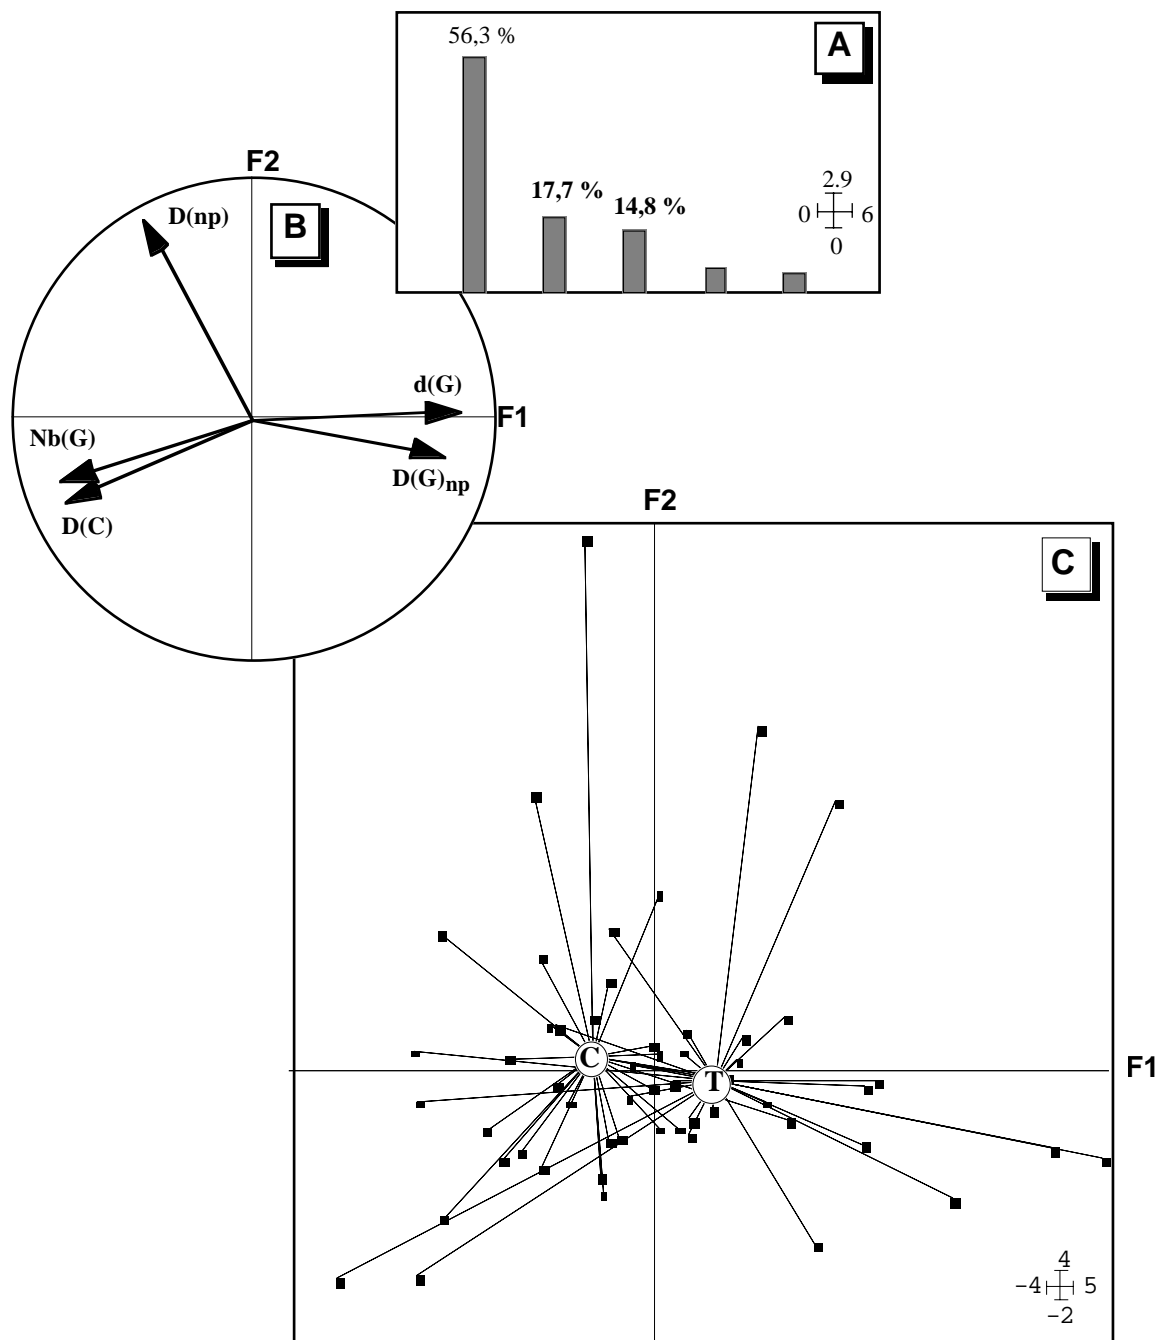 56,3 %
A
17,7 %
14,8 %
2.9
0
6
0
F2
D(np)
B
d(G)
F1
Nb(G)
D(G)np
D(C)
F2
C
C
T
F1
4
-4
5
-2